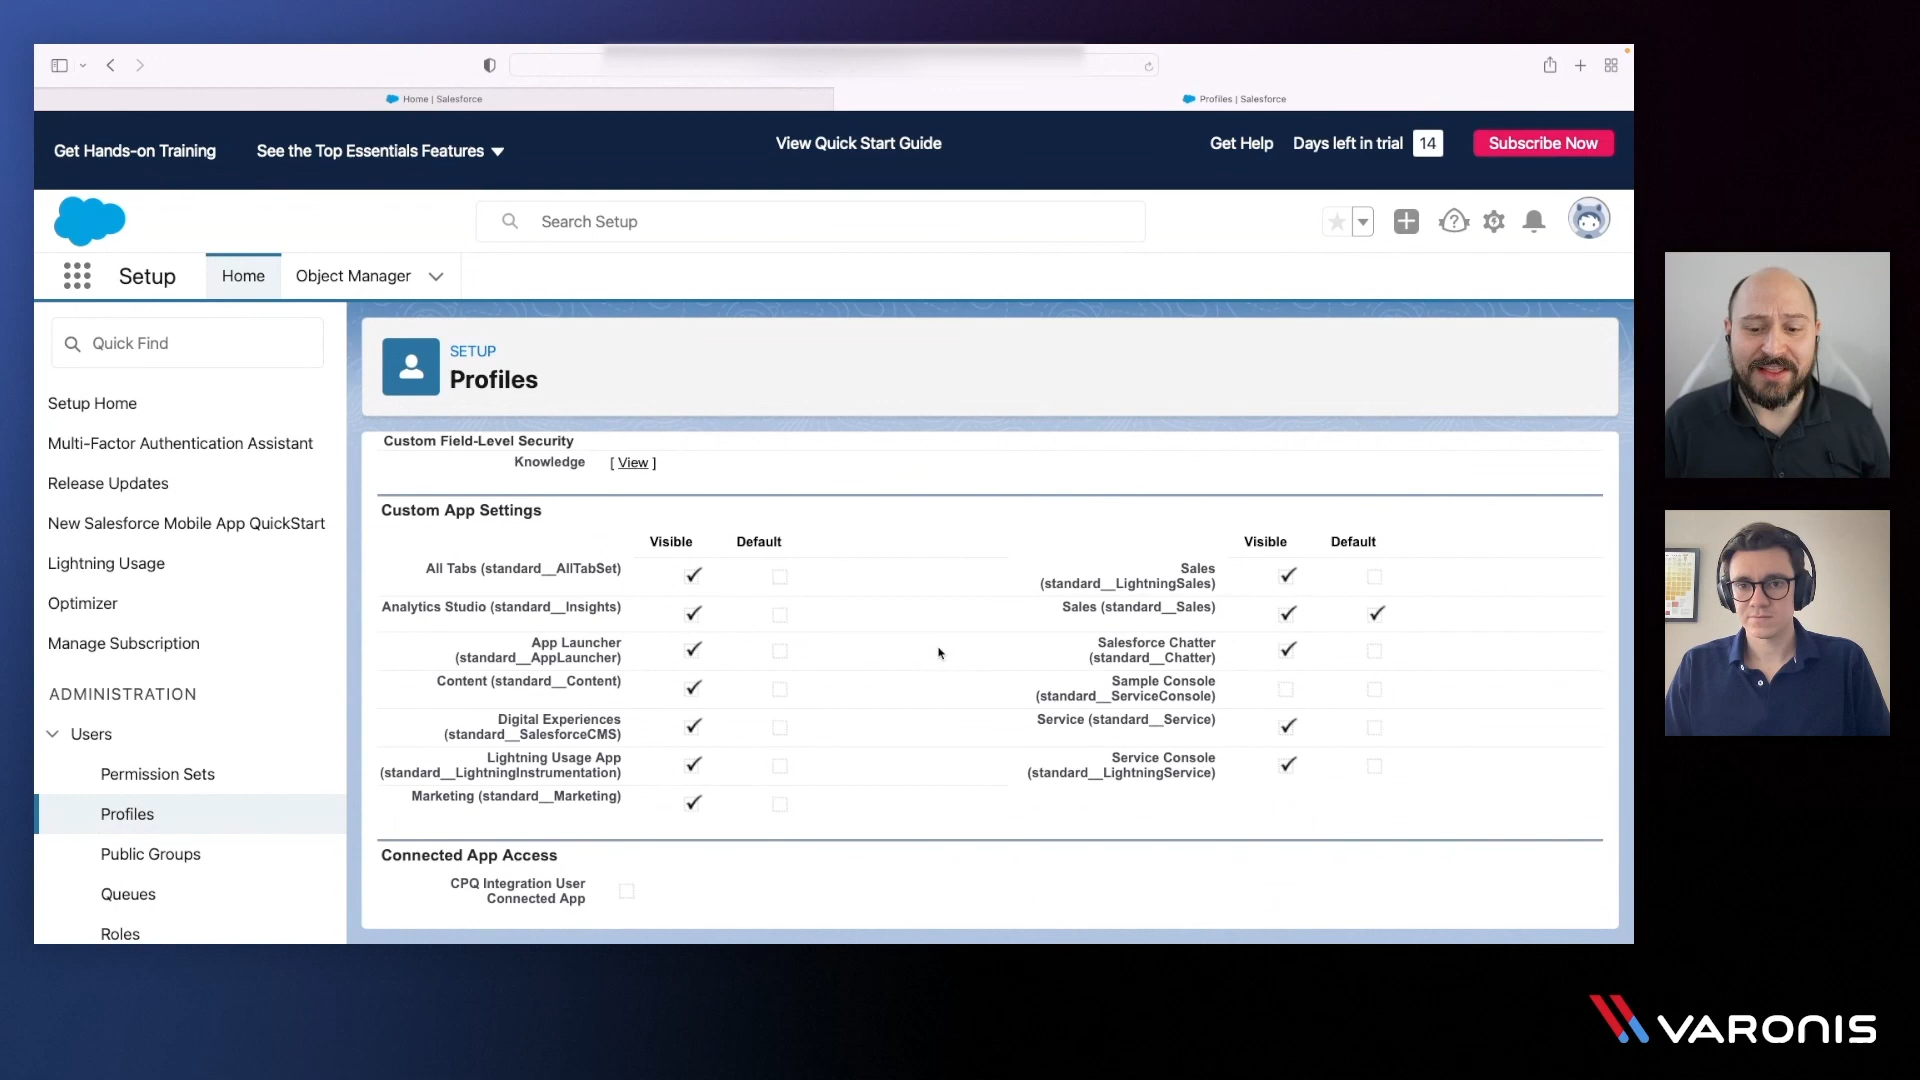 Home | Salesforce
Profiles | Salesforce
Get Hands-on Training
See the Top Essentials Features
View Quick Start Guide
Get Help
Days left in trial
14
Subscribe Now
Search Setup
Setup
Home
Object Manager
Quick Find
Setup Home
Multi-Factor Authentication Assistant
Release Updates
New Salesforce Mobile App QuickStart
Lightning Usage
Optimizer
Manage Subscription
ADMINISTRATION
Users
Permission Sets
Profiles
Public Groups
Queues
Roles
SETUP
Profiles
Custom Field-Level Security
Knowledge [ View ]
Custom App Settings
Visible Default
All Tabs (standard__AllTabSet)
Analytics Studio (standard__Insights)
App Launcher
(standard__AppLauncher)
Content (standard__Content)
Digital Experiences
(standard__SalesforceCMS)
Lightning Usage App
(standard__LightningInstrumentation)
Marketing (standard__Marketing)
Visible Default
Sales
(standard__LightningSales)
Sales (standard__Sales)
Salesforce Chatter
(standard__Chatter)
Sample Console
(standard__ServiceConsole)
Service (standard__Service)
Service Console
(standard__LightningService)
Connected App Access
CPQ Integration User
Connected App
VARONIS